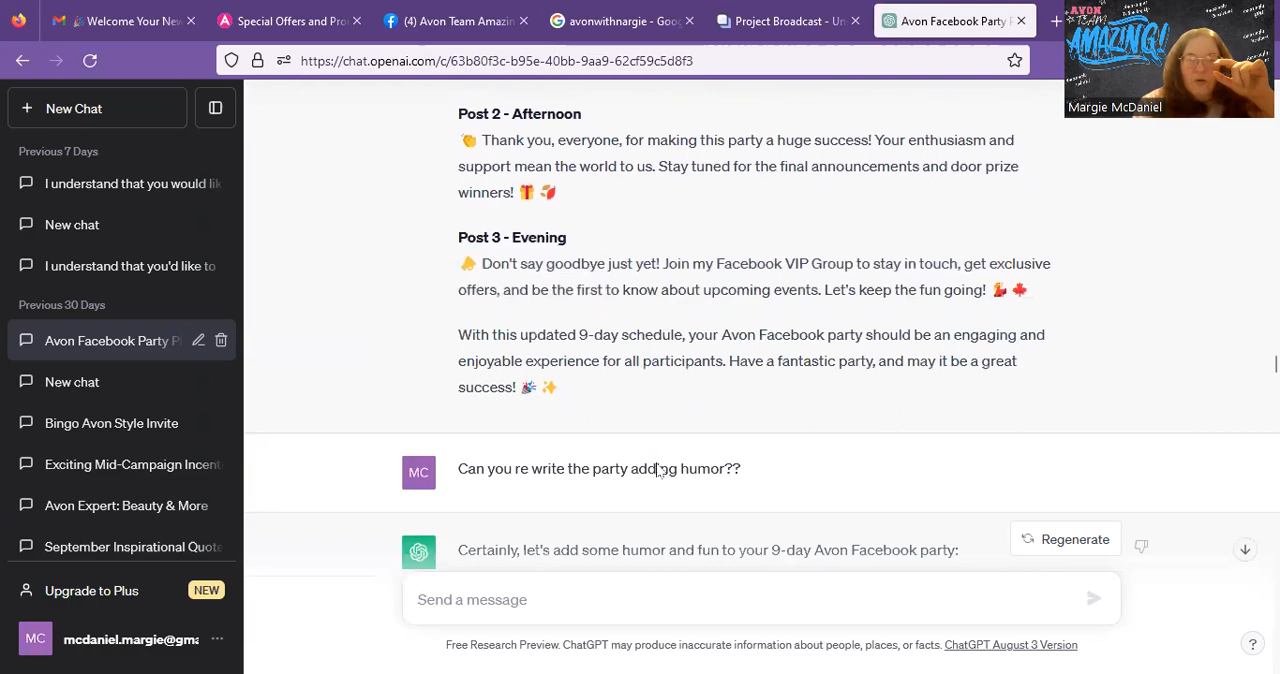 🎉 Welcome Your New
Special Offers and Pro
(4) Avon Team Amazin
avonwithnargie - Goo
Project Broadcast - Un
Avon Facebook Party P
https://chat.openai.com/c/63b80f3c-b95e-40bb-9aa9-62cf59c5d8f3
AVON
TEAM
AMAZING!
Margie McDaniel
New Chat
Previous 7 Days
I understand that you would lik
New chat
I understand that you'd like to
Previous 30 Days
Avon Facebook Party P
New chat
Bingo Avon Style Invite
Exciting Mid-Campaign Incent
Avon Expert: Beauty & More
September Inspirational Quote
Upgrade to Plus NEW
MC mcdaniel.margie@gma ...
Post 2 - Afternoon
👏 Thank you, everyone, for making this party a huge success! Your enthusiasm and
support mean the world to us. Stay tuned for the final announcements and door prize
winners! 🎁 🍂
Post 3 - Evening
Don't say goodbye just yet! Join my Facebook VIP Group to stay in touch, get exclusive
offers, and be the first to know about upcoming events. Let's keep the fun going! 💃 🍁
With this updated 9-day schedule, your Avon Facebook party should be an engaging and
enjoyable experience for all participants. Have a fantastic party, and may it be a great
success! 🎉 ✨
MC Can you re write the party adding humor??
Certainly, let's add some humor and fun to your 9-day Avon Facebook party:
Regenerate
Send a message
Free Research Preview. ChatGPT may produce inaccurate information about people, places, or facts. ChatGPT August 3 Version
?